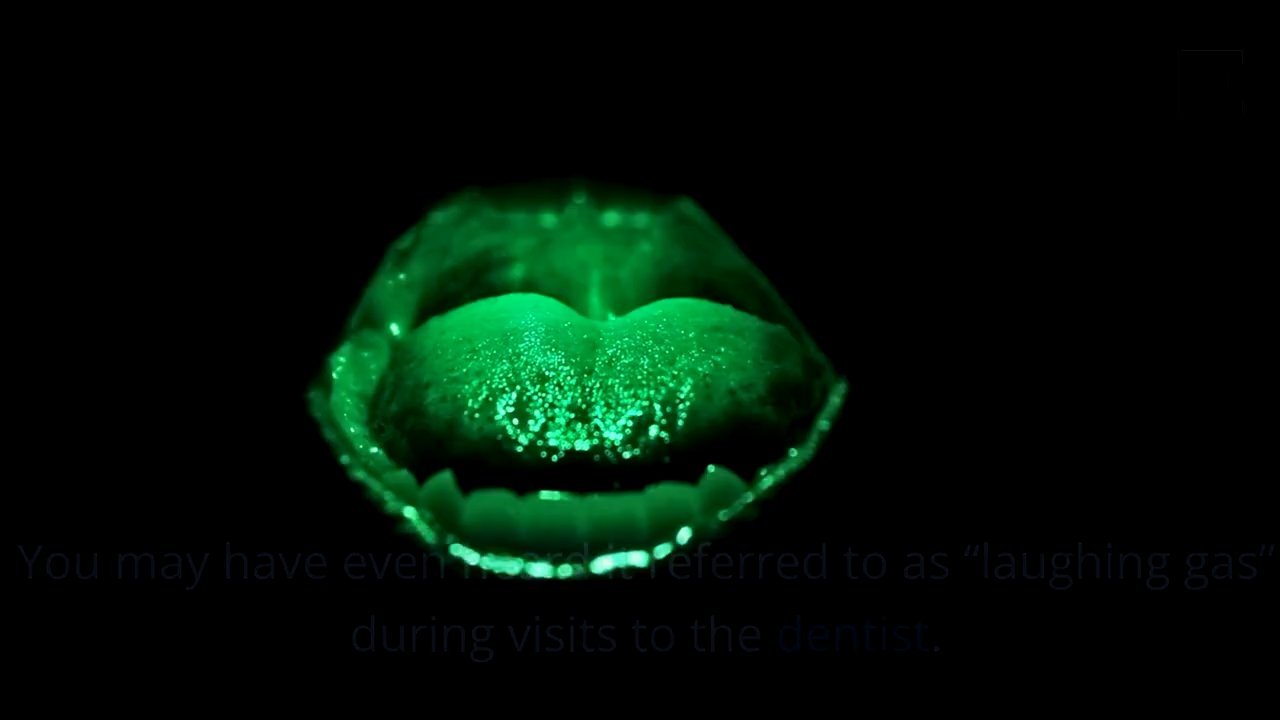 You may have even heard it referred to as “laughing gas”
during visits to the dentist.